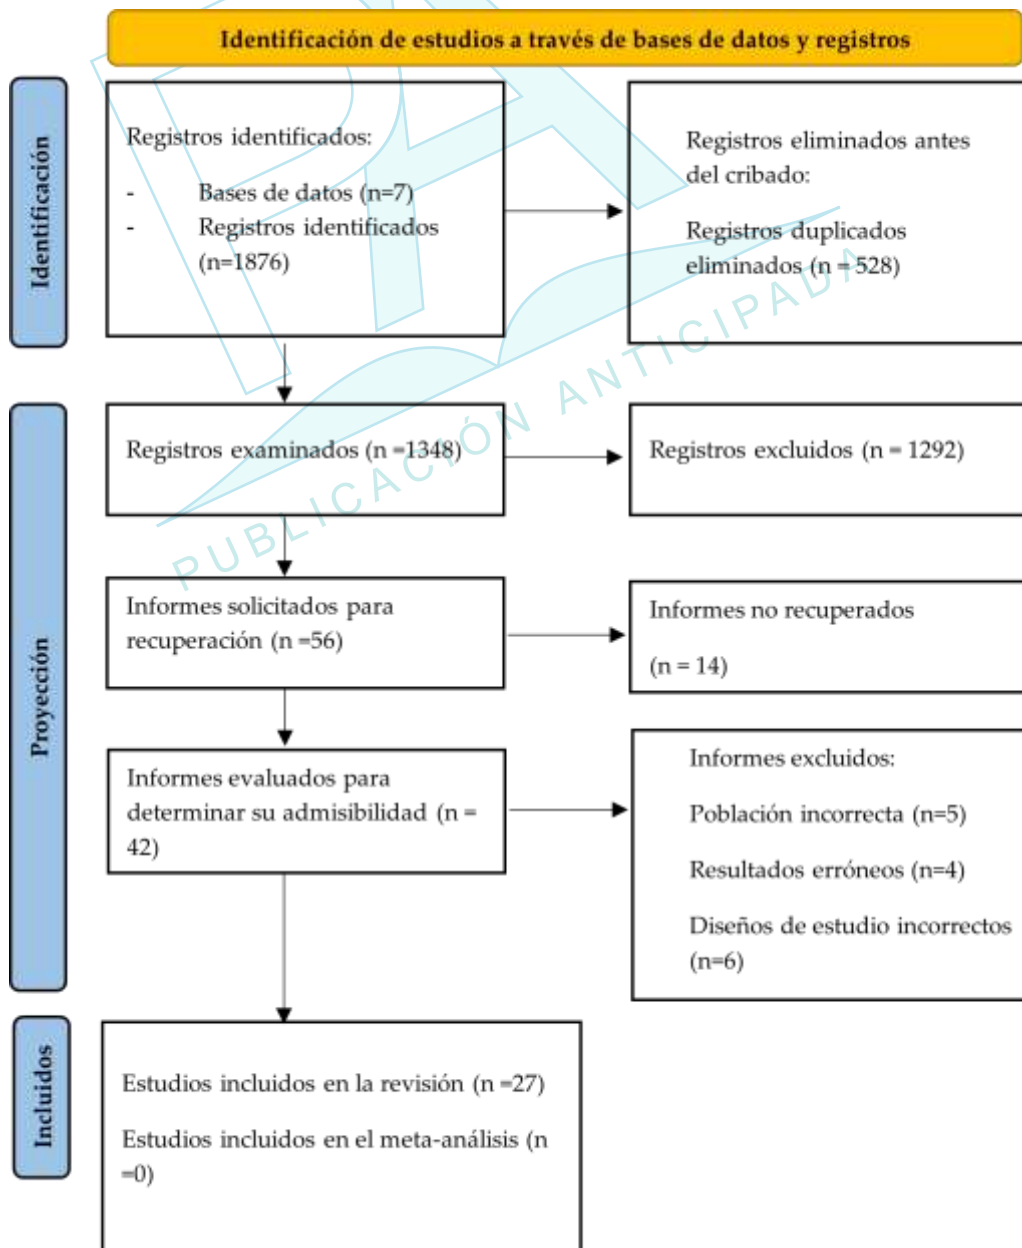 Identificación de estudios a través de bases de datos y registros
Identificación
Registros identificados:
- Bases de datos (n=7)
- Registros identificados
(n=1876)
Registros eliminados antes
del cribado:
Registros duplicados
eliminados (n = 528)
Proyección
Registros examinados (n =1348)
Registros excluidos (n = 1292)
Informes solicitados para
recuperación (n =56)
Informes no recuperados
(n = 14)
Informes evaluados para
determinar su admisibilidad (n =
42)
Informes excluidos:
Población incorrecta (n=5)
Resultados erróneos (n=4)
Diseños de estudio incorrectos
(n=6)
Incluidos
Estudios incluidos en la revisión (n =27)
Estudios incluidos en el meta-análisis (n
=0)
PUBLICACIÓN ANTICIPADA